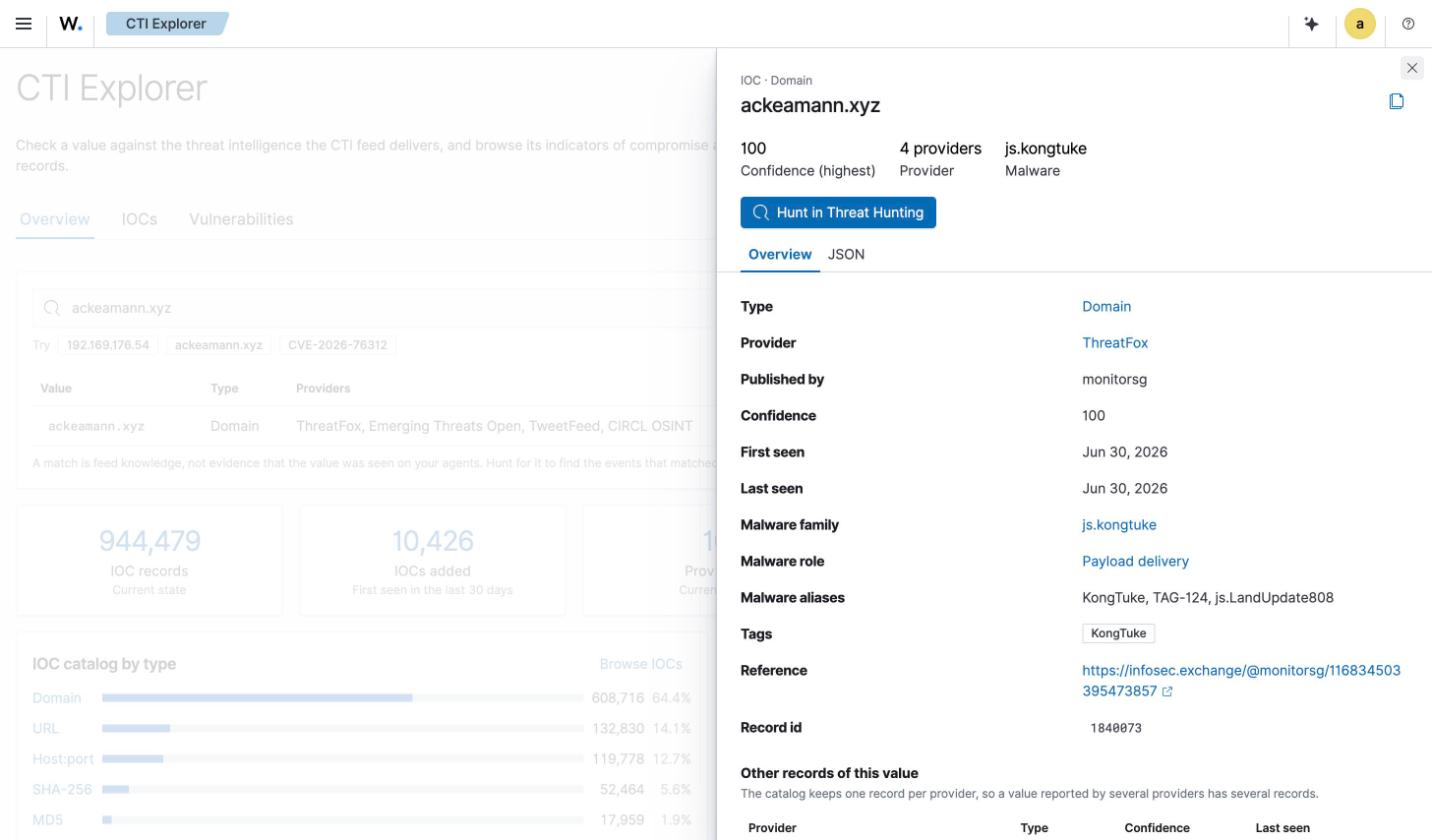 W.
CTI Explorer
a
CTI Explorer
Check a value against the threat intelligence the CTI feed delivers, and browse its indicators of compromise
records.
Overview IOCs Vulnerabilities
ackeamann.xyz
Try 192.169.176.54 ackeamann.xyz CVE-2026-76312
Value Type Providers
ackeamann.xyz Domain ThreatFox, Emerging Threats Open, TweetFeed, CIRCL OSINT
A match is feed knowledge, not evidence that the value was seen on your agents. Hunt for it to find the events that matched
944,479
IOC records
Current state
10,426
IOCs added
First seen in the last 30 days
IOC catalog by type Browse IOCs
Domain 608,716 64.4%
URL 132,830 14.1%
Host:port 119,778 12.7%
SHA-256 52,464 5.6%
MD5 17,959 1.9%
IOC · Domain
ackeamann.xyz
100 4 providers js.kongtuke
Confidence (highest) Provider Malware
Hunt in Threat Hunting
Overview JSON
Type Domain
Provider ThreatFox
Published by monitorsg
Confidence 100
First seen Jun 30, 2026
Last seen Jun 30, 2026
Malware family js.kongtuke
Malware role Payload delivery
Malware aliases KongTuke, TAG-124, js.LandUpdate808
Tags KongTuke
Reference https://infosec.exchange/@monitorsg/116834503
395473857
Record id 1840073
Other records of this value
The catalog keeps one record per provider, so a value reported by several providers has several records.
Provider Type Confidence Last seen